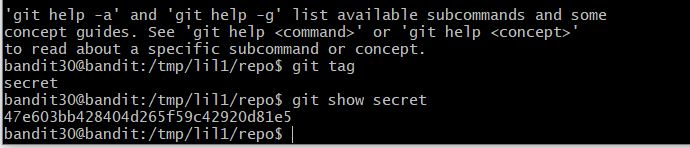 'git help -a' and 'git help -g' list available subcommands and some
concept guides. See 'git help <command>' or 'git help <concept>'
to read about a specific subcommand or concept.
bandit30@bandit:/tmp/lil1/repo$ git tag
secret
bandit30@bandit:/tmp/lil1/repo$ git show secret
47e603bb428404d265f59c42920d81e5
bandit30@bandit:/tmp/lil1/repo$